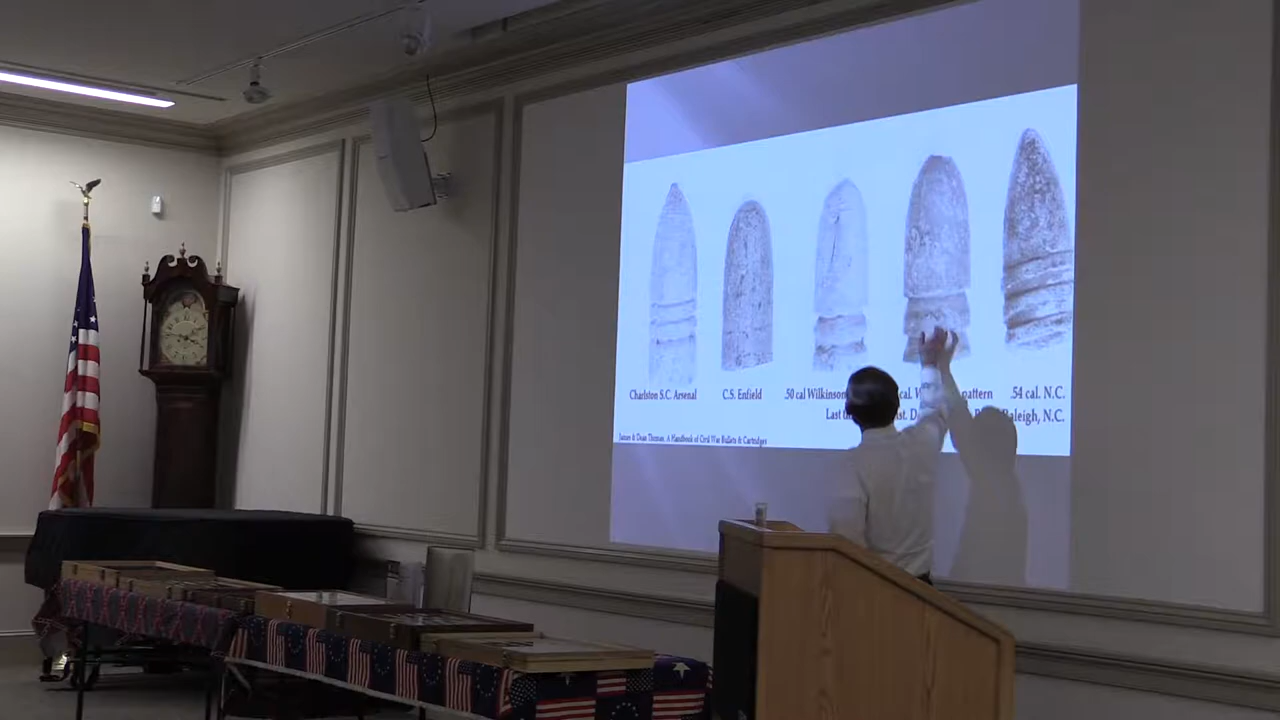 Charlston S.C. Arsenal C.S. Enfield .50 cal Wilkinson cal. pattern .54 cal. N.C.
Last Raleigh, N.C.
James & Dean Thomas, A Handbook of Civil War Bullets & Cartridges